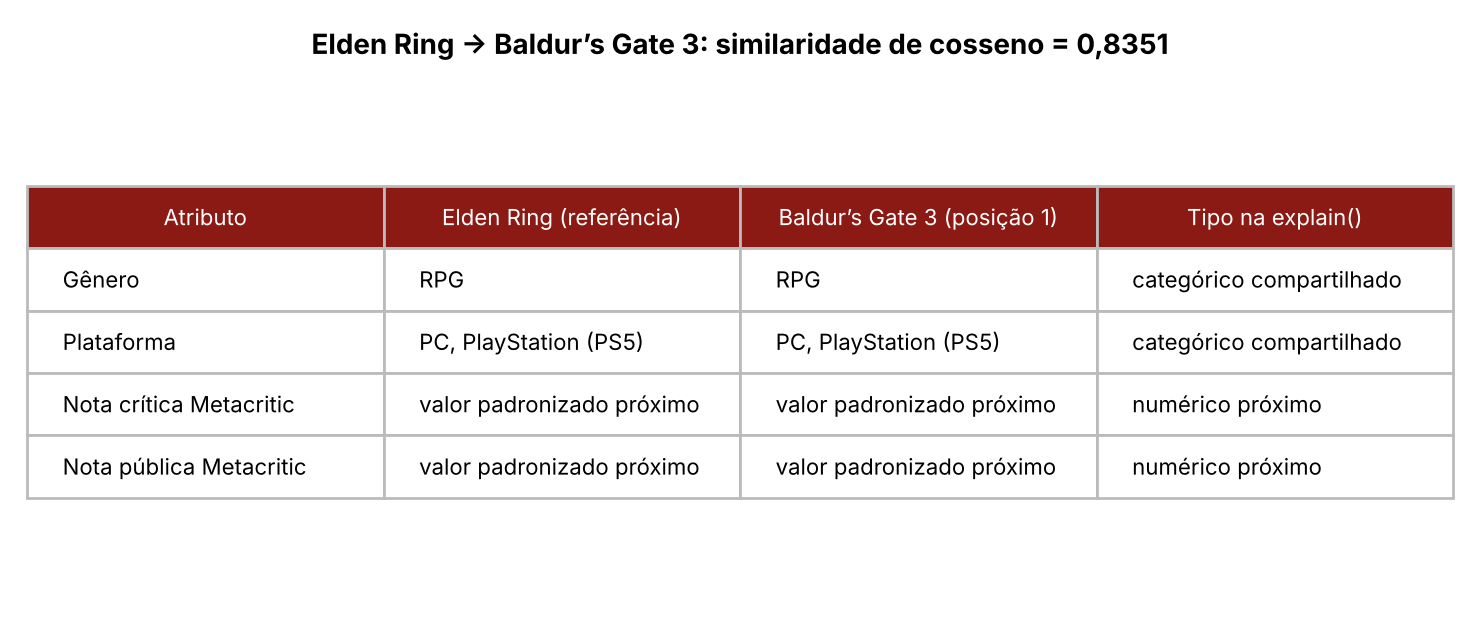 Elden Ring → Baldur’s Gate 3: similaridade de cosseno = 0,8351
Atributo Elden Ring (referência) Baldur’s Gate 3 (posição 1) Tipo na explain()
Gênero RPG RPG categórico compartilhado
Plataforma PC, PlayStation (PS5) PC, PlayStation (PS5) categórico compartilhado
Nota crítica Metacritic valor padronizado próximo valor padronizado próximo numérico próximo
Nota pública Metacritic valor padronizado próximo valor padronizado próximo numérico próximo